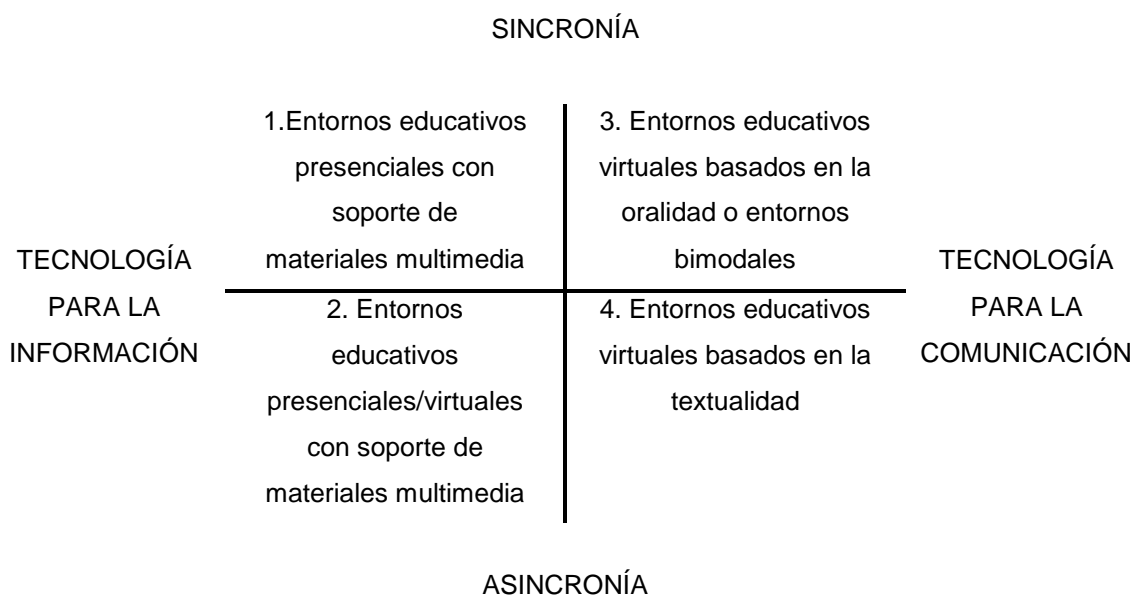 SINCRONÍA
1.Entornos educativos
presenciales con
soporte de
materiales multimedia
3. Entornos educativos
virtuales basados en la
oralidad o entornos
bimodales
TECNOLOGÍA
PARA LA
INFORMACIÓN
TECNOLOGÍA
PARA LA
COMUNICACIÓN
2. Entornos
educativos
presenciales/virtuales
con soporte de
materiales multimedia
4. Entornos educativos
virtuales basados en la
textualidad
ASINCRONÍA